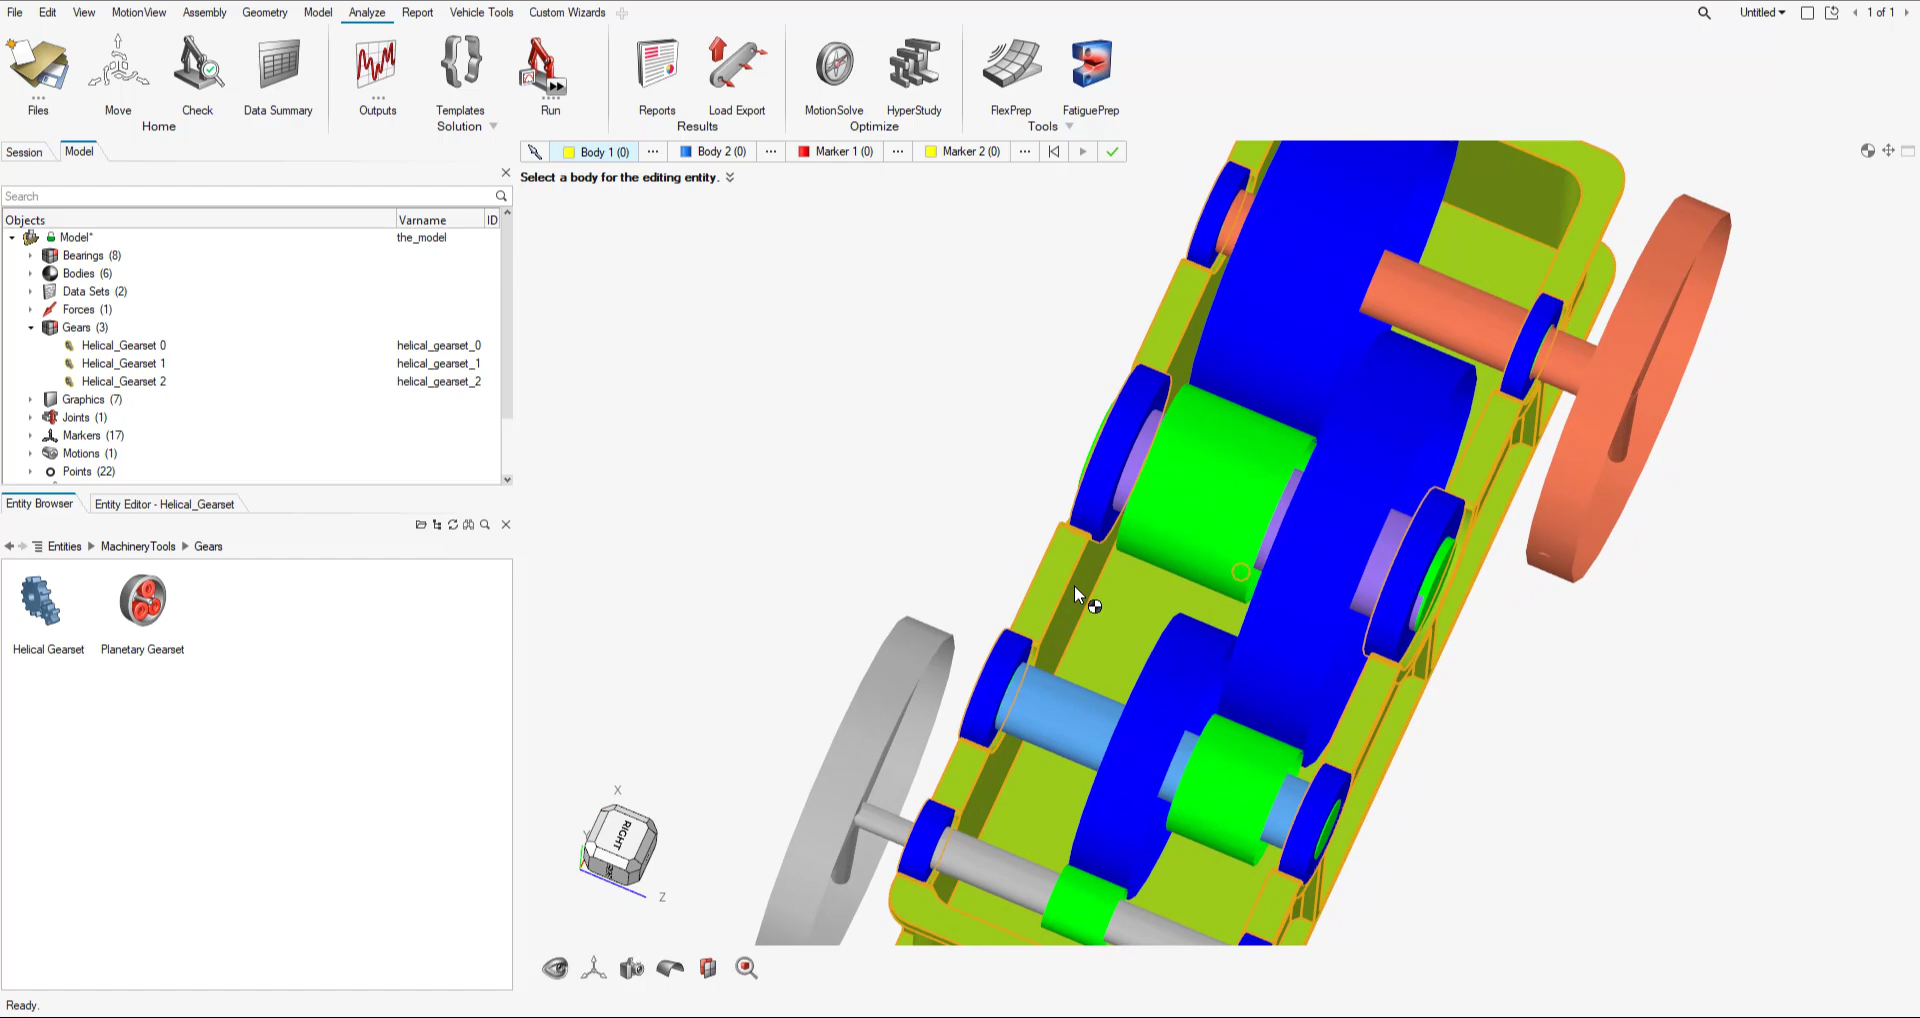 File Edit View MotionView Assembly Geometry Model Analyze Report Vehicle Tools Custom Wizards Untitled 1 of 1
Files Move Check Data Summary Outputs Templates Run Reports Load Export MotionSolve HyperStudy FlexPrep FatiguePrep
Home Solution Results Optimize Tools
Session Model
Body 1 (0) ... Body 2 (0) ... Marker 1 (0) ... Marker 2 (0) ...
Select a body for the editing entity.
Search
Objects Varname ID
Model* the_model
Bearings (8)
Bodies (6)
Data Sets (2)
Forces (1)
Gears (3)
Helical_Gearset 0 helical_gearset_0
Helical_Gearset 1 helical_gearset_1
Helical_Gearset 2 helical_gearset_2
Graphics (7)
Joints (1)
Markers (17)
Motions (1)
Points (22)
Entity Browser Entity Editor - Helical_Gearset
Entities MachineryTools Gears
Helical Gearset Planetary Gearset
X
RIGHT
Z
Ready.